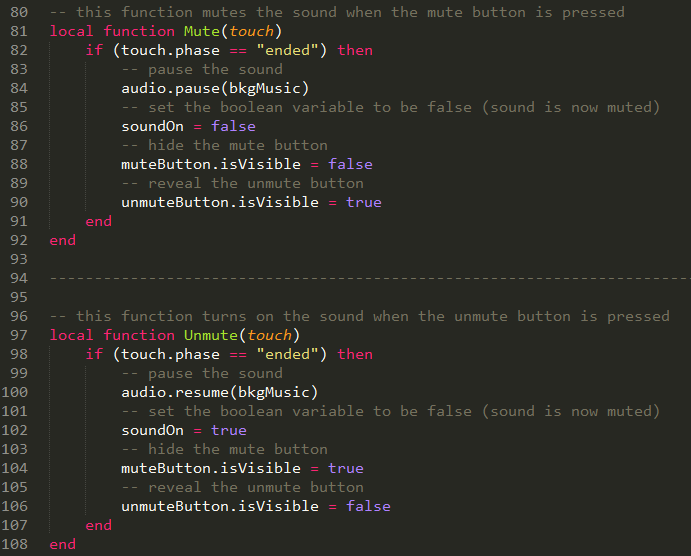 80 -- this function mutes the sound when the mute button is pressed
81 local function Mute(touch)
82     if (touch.phase == "ended") then
83         -- pause the sound
84         audio.pause(bkgMusic)
85         -- set the boolean variable to be false (sound is now muted)
86         soundOn = false
87         -- hide the mute button
88         muteButton.isVisible = false
89         -- reveal the unmute button
90         unmuteButton.isVisible = true
91     end
92 end
93
94 -----------------------------------------------------------------------
95
96 -- this function turns on the sound when the unmute button is pressed
97 local function Unmute(touch)
98     if (touch.phase == "ended") then
99         -- pause the sound
100         audio.resume(bkgMusic)
101         -- set the boolean variable to be false (sound is now muted)
102         soundOn = true
103         -- hide the mute button
104         muteButton.isVisible = true
105         -- reveal the unmute button
106         unmuteButton.isVisible = false
107     end
108 end